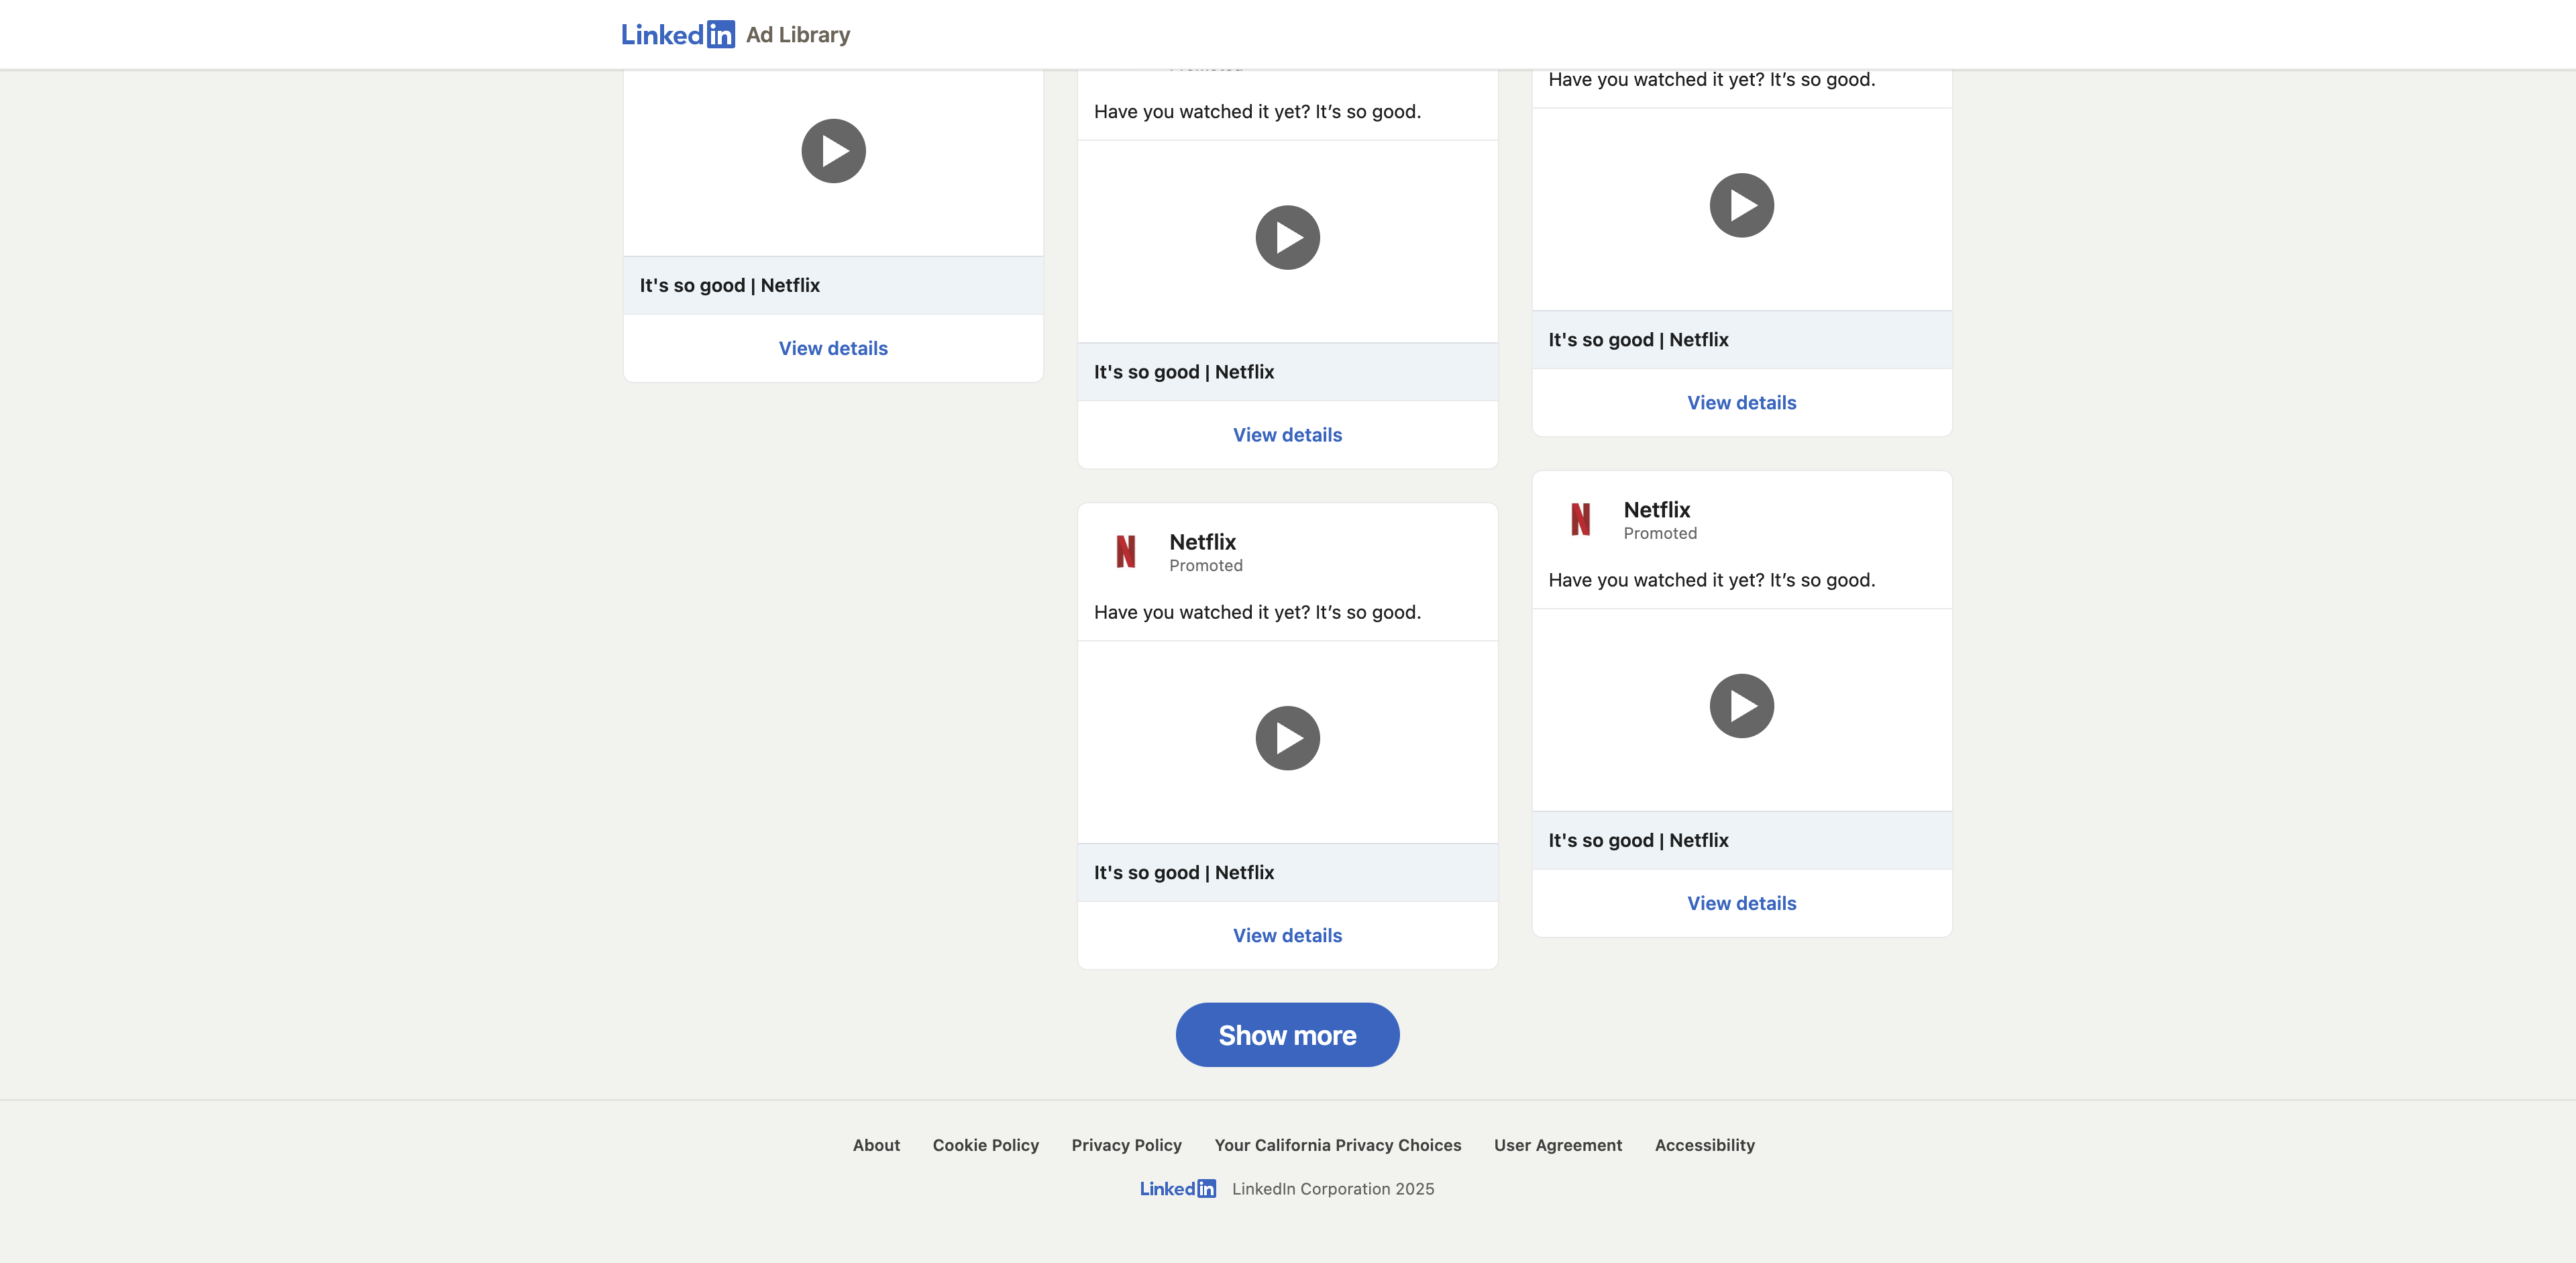 LinkedIn Ad Library
It's so good | Netflix
View details
Have you watched it yet? It’s so good.
It's so good | Netflix
View details
Netflix
Promoted
Have you watched it yet? It’s so good.
It's so good | Netflix
View details
Have you watched it yet? It’s so good.
It's so good | Netflix
View details
Netflix
Promoted
Have you watched it yet? It’s so good.
It's so good | Netflix
View details
Show more
About Cookie Policy Privacy Policy Your California Privacy Choices User Agreement Accessibility
LinkedIn LinkedIn Corporation 2025